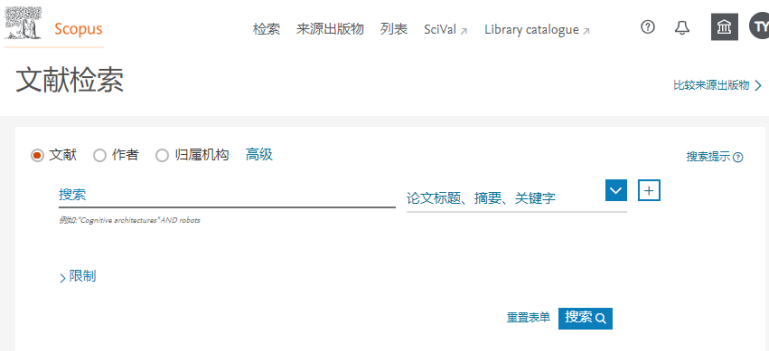 Scopus 检索 来源出版物 列表 SciVal Library catalogue TY
文献检索
比较来源出版物
文献 作者 归属机构 高级 搜索提示
搜索 论文标题、摘要、关键字
例如:"Cognitive architectures" AND robots
限制
重置表单 搜索